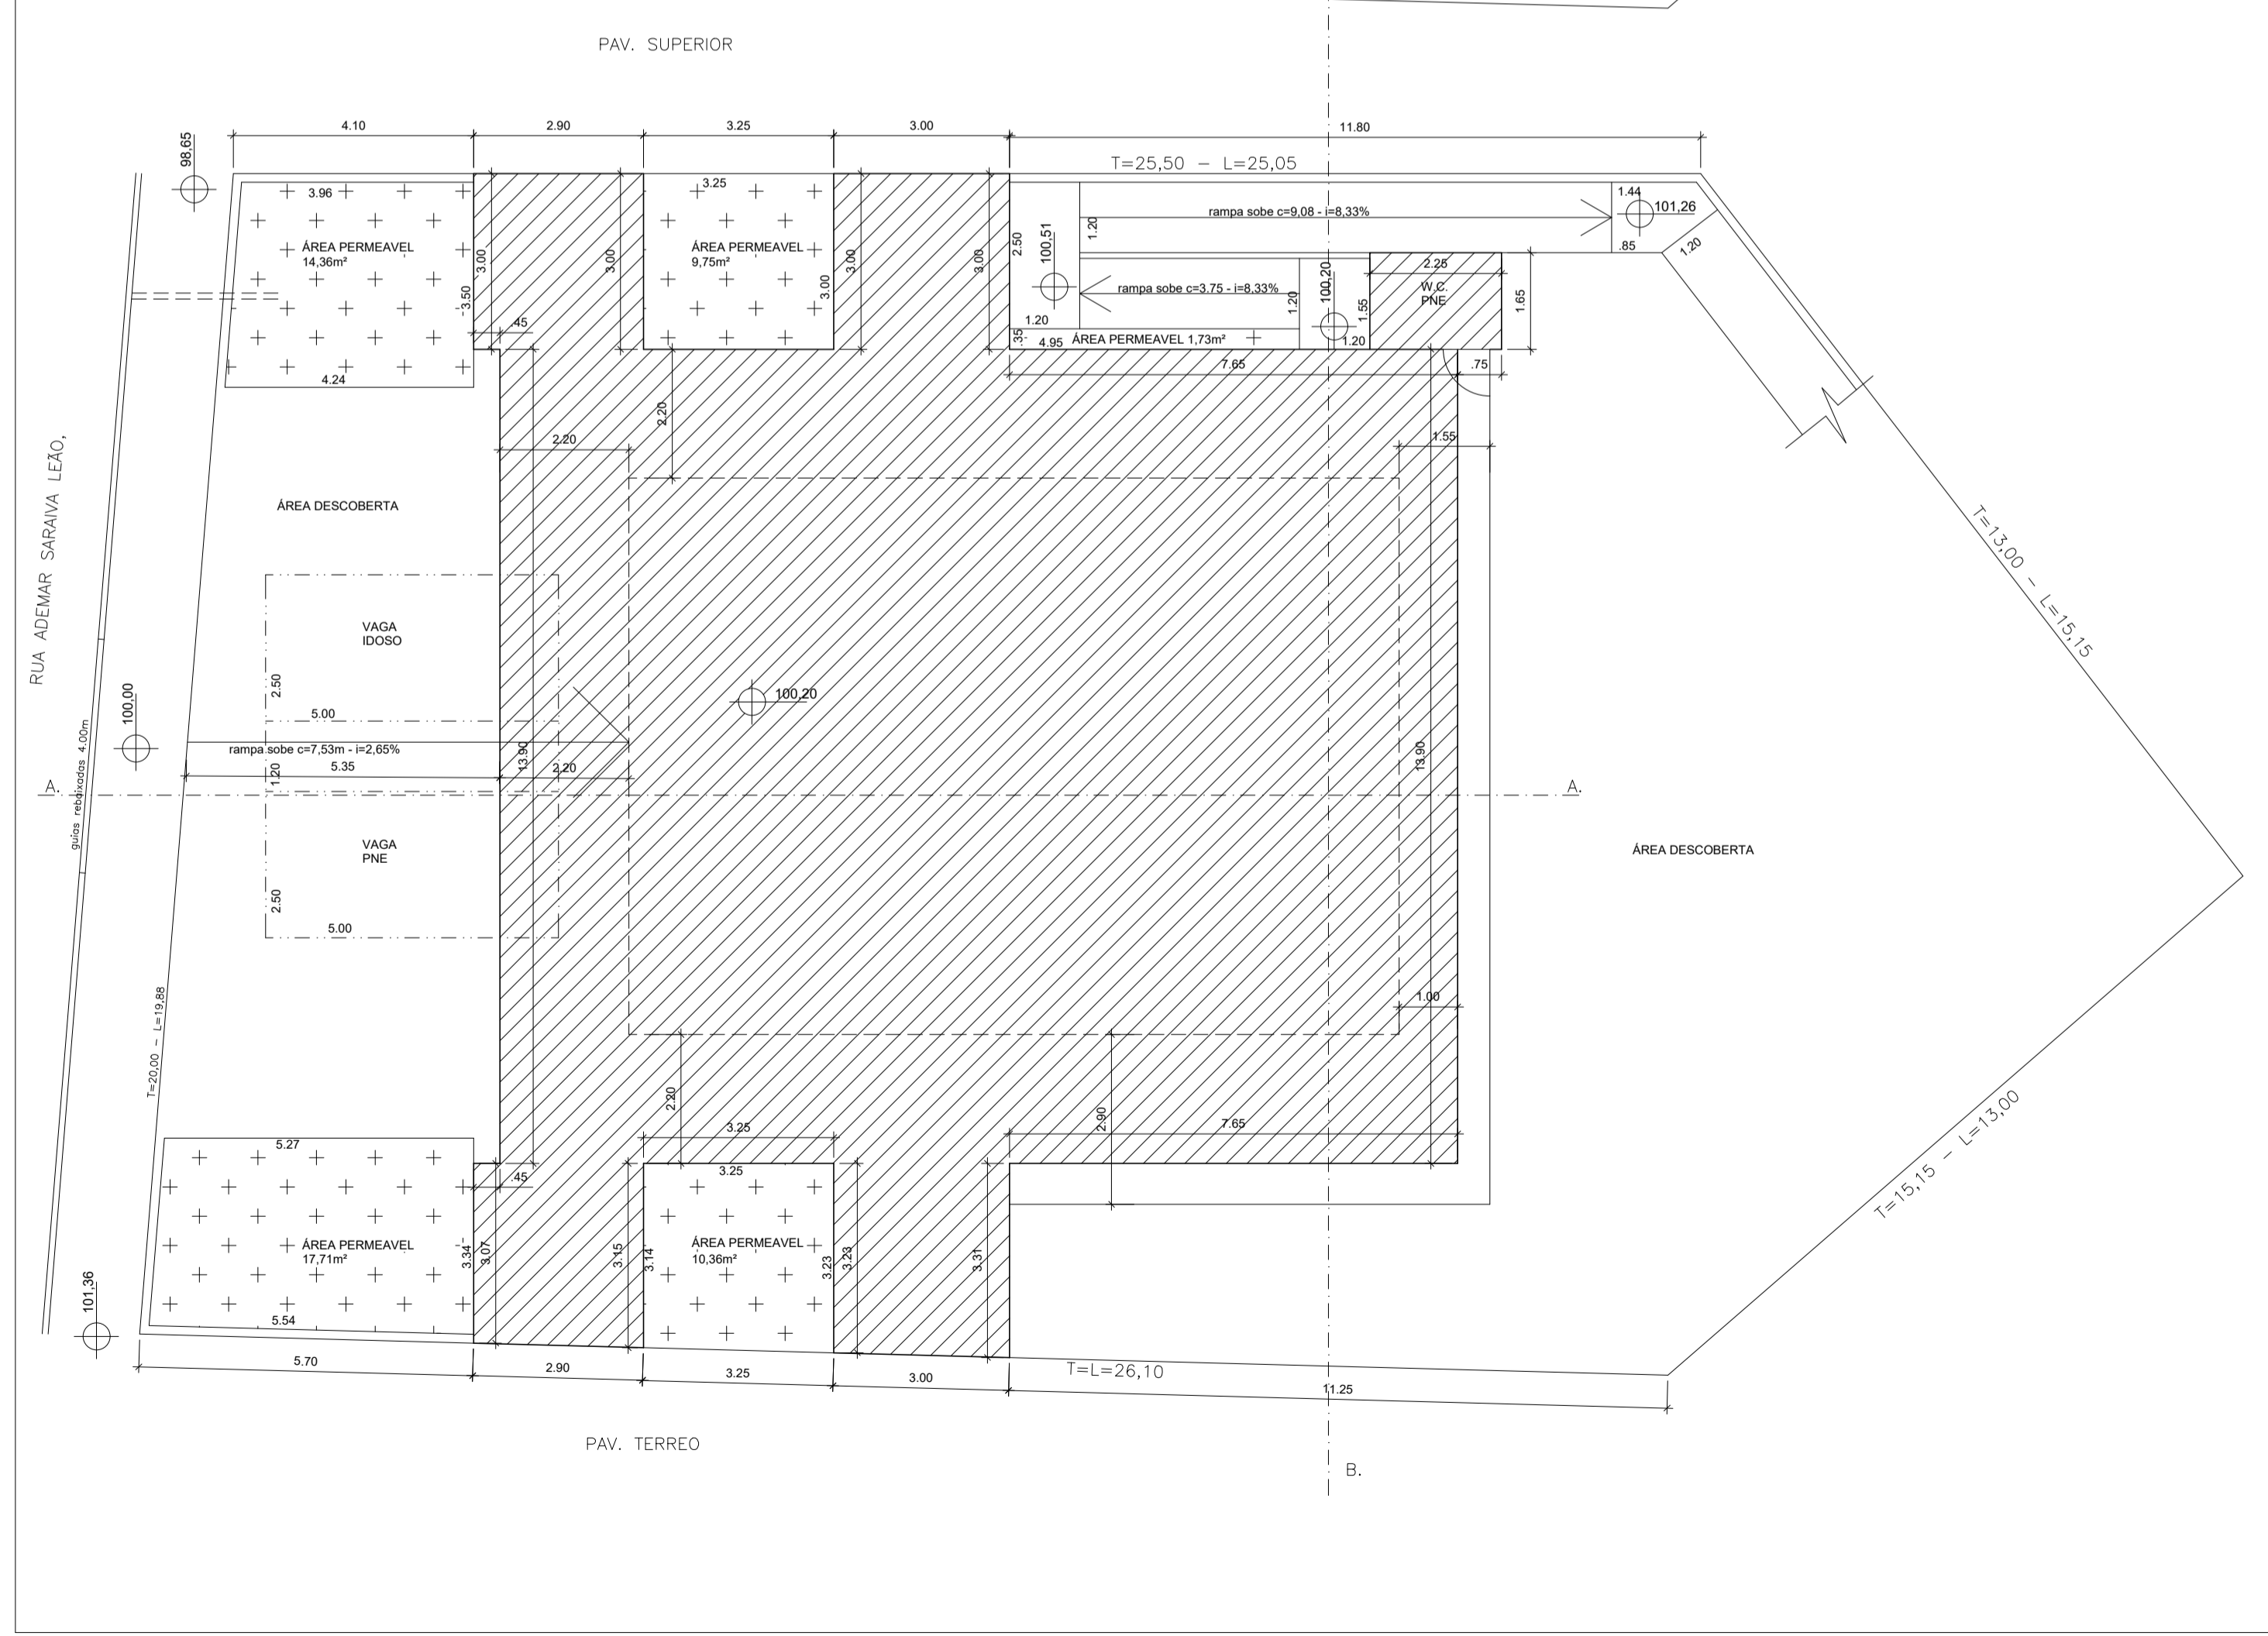 PAV. SUPERIOR
4.10
2.90
3.25
3.00
11.80
98,65
T=25,50 - L=25,05
3.96
3.25
1.44
101,26
rampa sobe c=9,08 - i=8,33%
1.20
2.50
100,51
.85
1.20
ÁREA PERMEAVEL
14,36m²
3.00
3.00
ÁREA PERMEAVEL
9,75m²
3.00
3.00
3.00
3.50
2.25
W.C.
PNE
1.65
rampa sobe c=3.75 - i=8,33%
1.20
100,20
1.55
.45
1.20
.35
4.95
ÁREA PERMEAVEL 1,73m²
1.20
4.24
7.65
.75
2.20
2.20
1.55
RUA ADEMAR SARAIVA LEÃO,
ÁREA DESCOBERTA
T=13,00 - L=15,15
VAGA
IDOSO
2.50
5.00
100,20
100,00
rampa sobe c=7,53m - i=2,65%
5.35
2.20
1.20
13.90
13.90
guias rebaixadas 4.00m
A.
A.
VAGA
PNE
ÁREA DESCOBERTA
2.50
5.00
1.00
T=20,00 - L=19,88
2.20
2.90
3.25
7.65
5.27
3.25
.45
T=15,15 - L=13,00
ÁREA PERMEAVEL
17,71m²
3.34
3.07
3.15
3.14
ÁREA PERMEAVEL
10,36m²
3.23
3.23
3.31
101,36
5.54
5.70
2.90
3.25
3.00
T=L=26,10
11.25
PAV. TERREO
B.